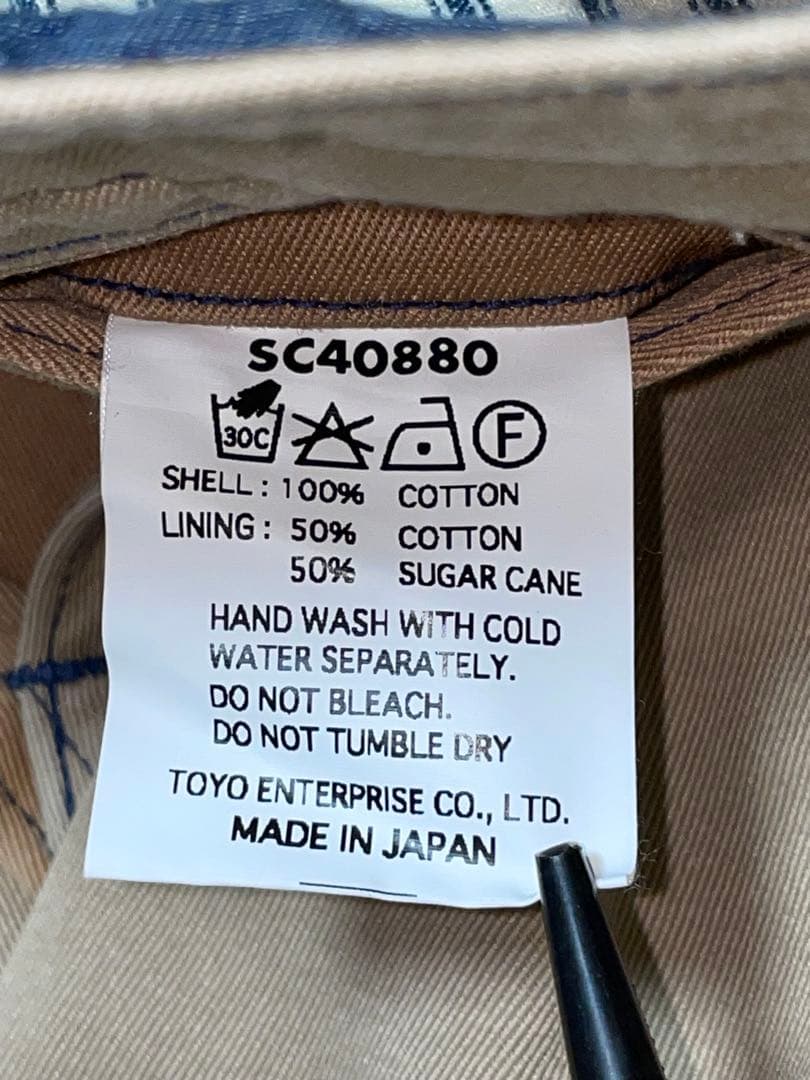 SC40880
30C F
SHELL : 100% COTTON
LINING : 50% COTTON
50% SUGAR CANE
HAND WASH WITH COLD
WATER SEPARATELY.
DO NOT BLEACH.
DO NOT TUMBLE DRY
TOYO ENTERPRISE CO., LTD.
MADE IN JAPAN